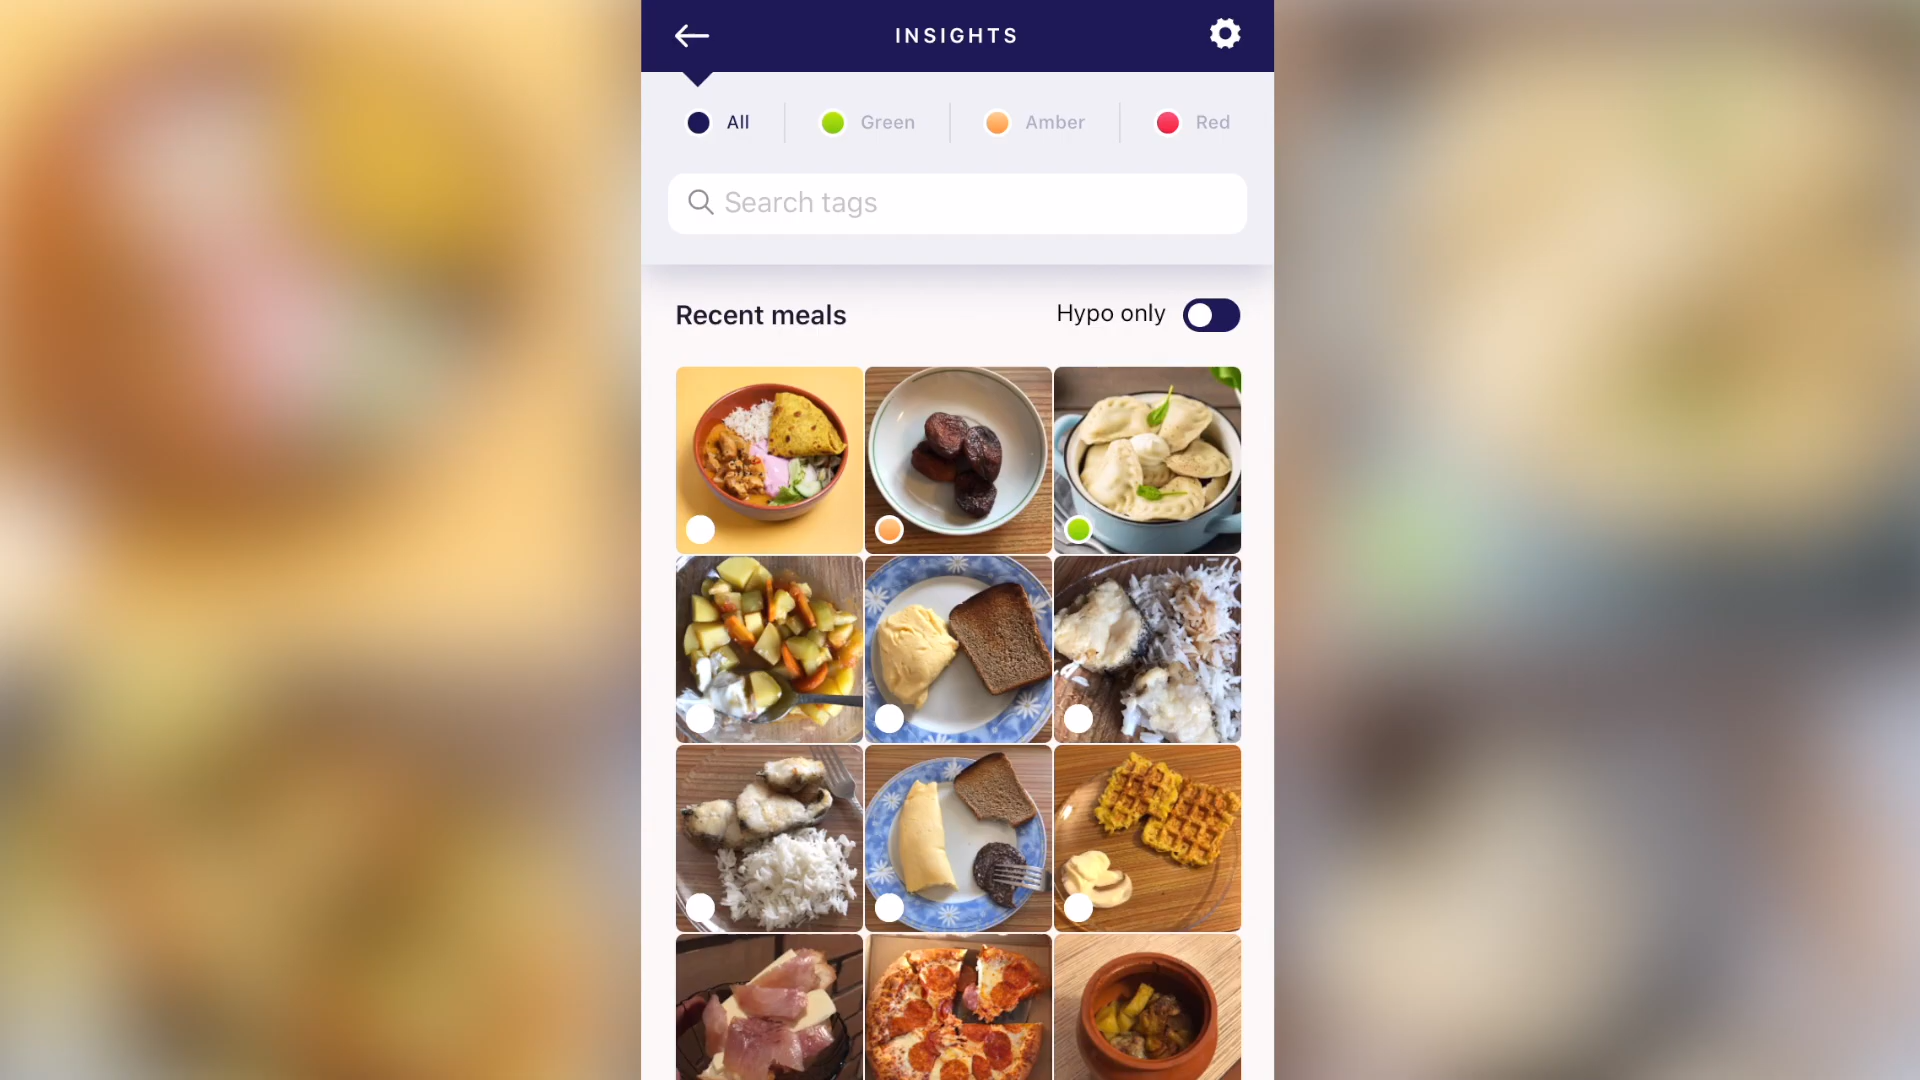 INSIGHTS
All
Green
Amber
Red
Search tags
Recent meals
Hypo only